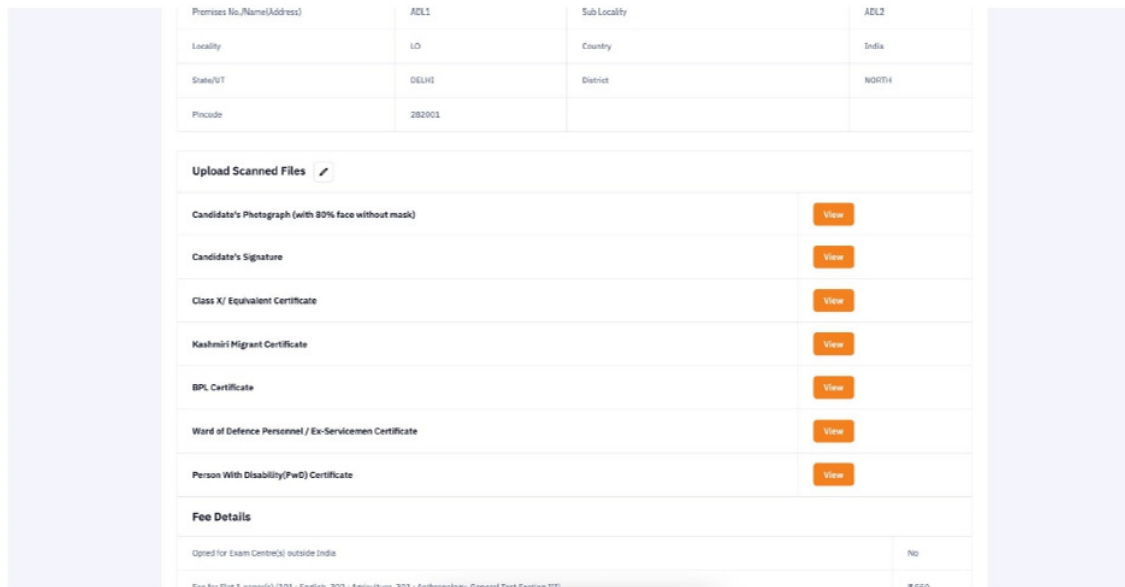 Premises No./Name(Address) ADL1 Sub Locality ADL2
Locality LO Country India
State/UT DELHI District NORTH
Pincode 282001
Upload Scanned Files
Candidate's Photograph (with 80% face without mask) View
Candidate's Signature View
Class X/ Equivalent Certificate View
Kashmiri Migrant Certificate View
BPL Certificate View
Ward of Defence Personnel / Ex-Servicemen Certificate View
Person With Disability(PwD) Certificate View
Fee Details
Opted for Exam Centre(s) outside India No